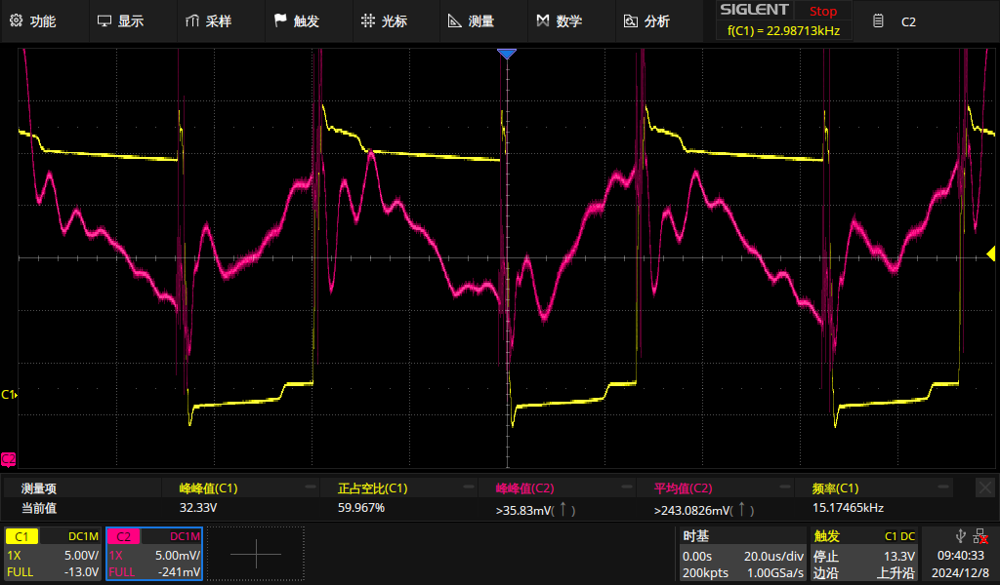 功能 显示 采样 触发 光标 测量 数学 分析 SIGLENT Stop C2
f(C1) = 22.98713kHz
C1
C2
测量项 峰峰值(C1) 正占空比(C1) 峰峰值(C2) 平均值(C2) 频率(C1)
当前值 32.33V 59.967% >35.83mV(↑) >243.0826mV(↑) 15.17465kHz
C1 DC1M C2 DC1M 时基 触发 C1 DC
1X 5.00V/ 1X 5.00mV/ 0.00s 20.0us/div 停止 13.3V 09:40:33
FULL -13.0V FULL -241mV 200kpts 1.00GSa/s 边沿 上升沿 2024/12/8